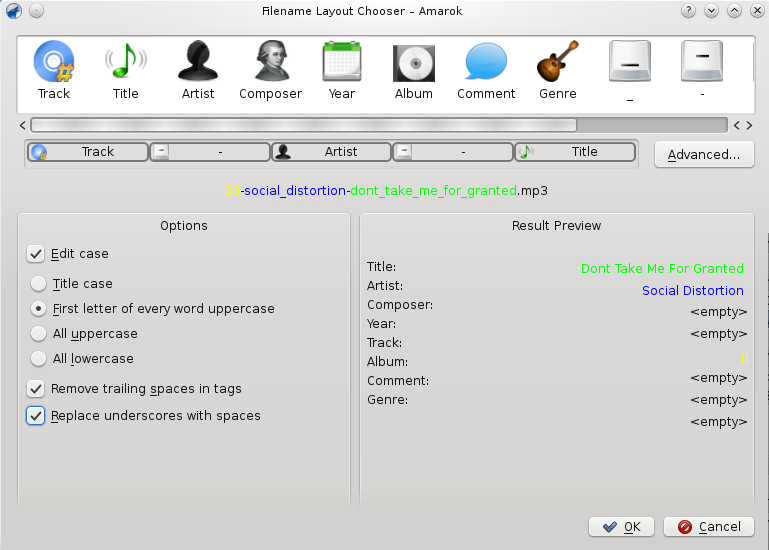 Filename Layout Chooser – Amarok
Track Title Artist Composer Year Album Comment Genre _ -
Track - Artist - Title Advanced...
-social_distortion-dont_take_me_for_granted.mp3
Options
Edit case
Title case
First letter of every word uppercase
All uppercase
All lowercase
Remove trailing spaces in tags
Replace underscores with spaces
Result Preview
Title: Dont Take Me For Granted
Artist: Social Distortion
Composer: <empty>
Year: <empty>
Track:
Album: <empty>
Comment: <empty>
Genre: <empty>
OK Cancel